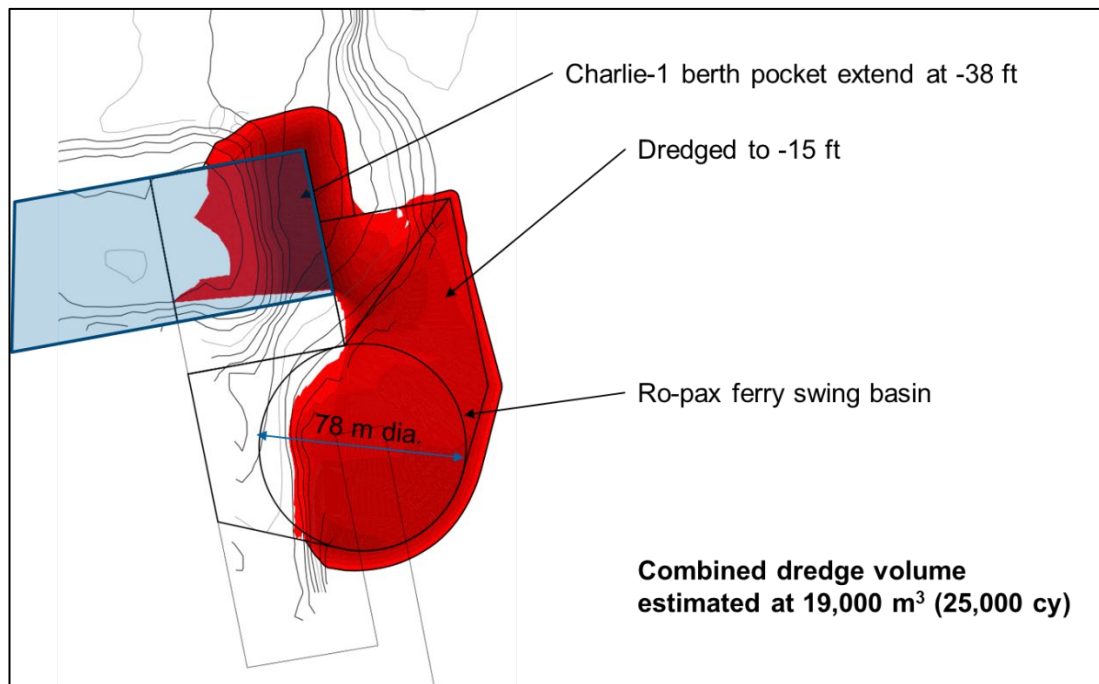 Charlie-1 berth pocket extend at -38 ft
Dredged to -15 ft
Ro-pax ferry swing basin
78 m dia.
Combined dredge volume
estimated at 19,000 m³ (25,000 cy)